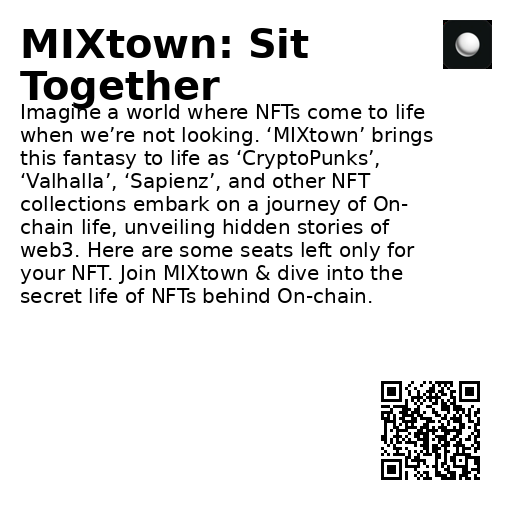 MIXtown: Sit
Together
Imagine a world where NFTs come to life
when we’re not looking. ‘MIXtown’ brings
this fantasy to life as ‘CryptoPunks’,
‘Valhalla’, ‘Sapienz’, and other NFT
collections embark on a journey of On-
chain life, unveiling hidden stories of
web3. Here are some seats left only for
your NFT. Join MIXtown & dive into the
secret life of NFTs behind On-chain.